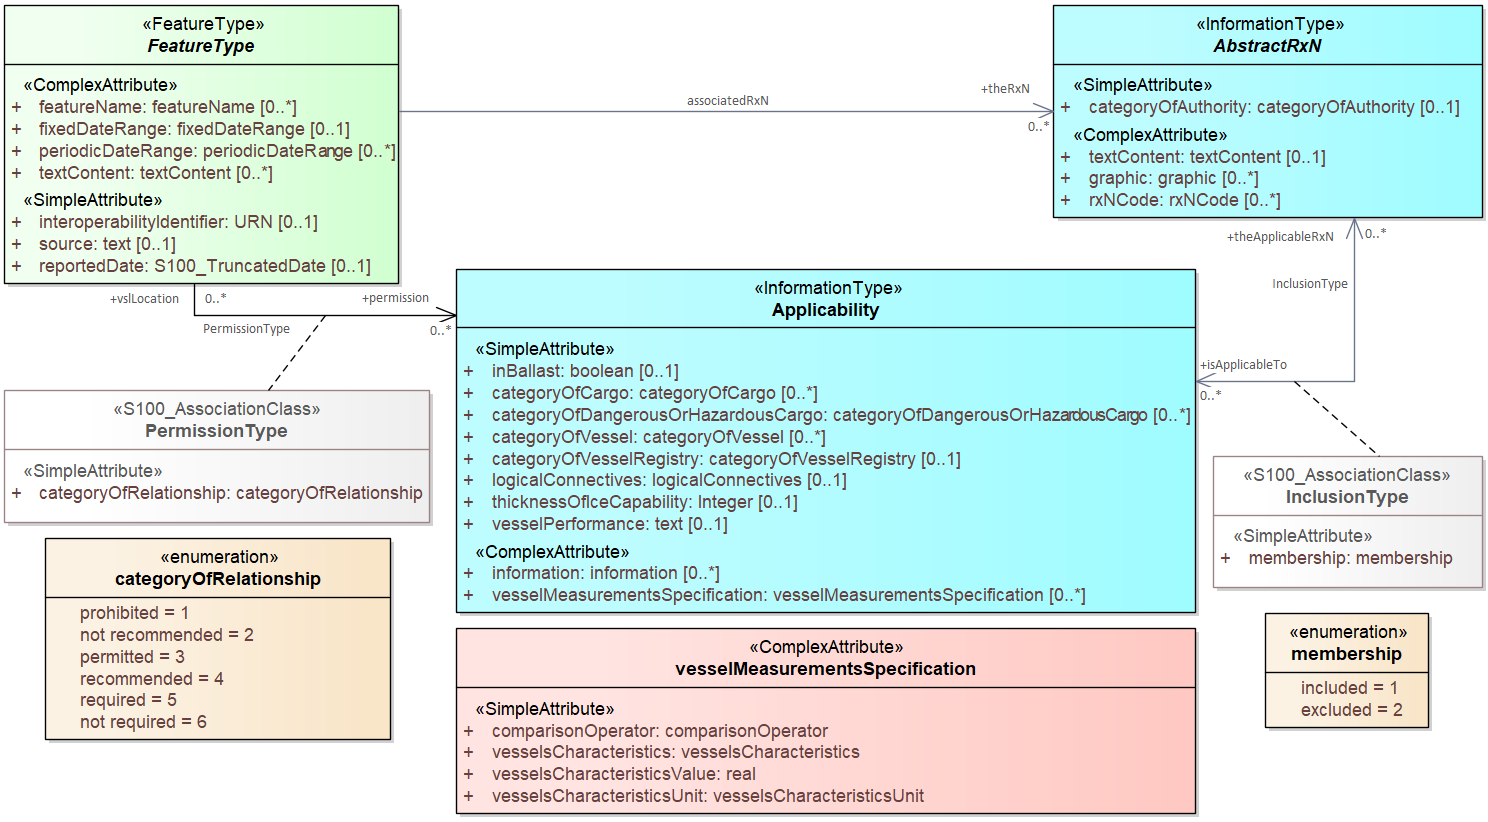 «FeatureType»
FeatureType
«ComplexAttribute»
+ featureName: featureName [0..*]
+ fixedDateRange: fixedDateRange [0..1]
+ periodicDateRange: periodicDateRange [0..*]
+ textContent: textContent [0..*]
«SimpleAttribute»
+ interoperabilityIdentifier: URN [0..1]
+ source: text [0..1]
+ reportedDate: S100_TruncatedDate [0..1]
associatedRxN
+theRxN
0..*
«InformationType»
AbstractRxN
«SimpleAttribute»
+ categoryOfAuthority: categoryOfAuthority [0..1]
«ComplexAttribute»
+ textContent: textContent [0..1]
+ graphic: graphic [0..*]
+ rxNCode: rxNCode [0..*]
+theApplicableRxN
0..*
InclusionType
+isApplicableTo
0..*
+vslLocation
0..*
+permission
PermissionType
0..*
«InformationType»
Applicability
«SimpleAttribute»
+ inBallast: boolean [0..1]
+ categoryOfCargo: categoryOfCargo [0..*]
+ categoryOfDangerousOrHazardousCargo: categoryOfDangerousOrHazardousCargo [0..*]
+ categoryOfVessel: categoryOfVessel [0..*]
+ categoryOfVesselRegistry: categoryOfVesselRegistry [0..1]
+ logicalConnectives: logicalConnectives [0..1]
+ thicknessOfIceCapability: Integer [0..1]
+ vesselPerformance: text [0..1]
«ComplexAttribute»
+ information: information [0..*]
+ vesselMeasurementsSpecification: vesselMeasurementsSpecification [0..*]
«S100_AssociationClass»
PermissionType
«SimpleAttribute»
+ categoryOfRelationship: categoryOfRelationship
«S100_AssociationClass»
InclusionType
«SimpleAttribute»
+ membership: membership
«enumeration»
categoryOfRelationship
prohibited = 1
not recommended = 2
permitted = 3
recommended = 4
required = 5
not required = 6
«ComplexAttribute»
vesselMeasurementsSpecification
«SimpleAttribute»
+ comparisonOperator: comparisonOperator
+ vesselsCharacteristics: vesselsCharacteristics
+ vesselsCharacteristicsValue: real
+ vesselsCharacteristicsUnit: vesselsCharacteristicsUnit
«enumeration»
membership
included = 1
excluded = 2